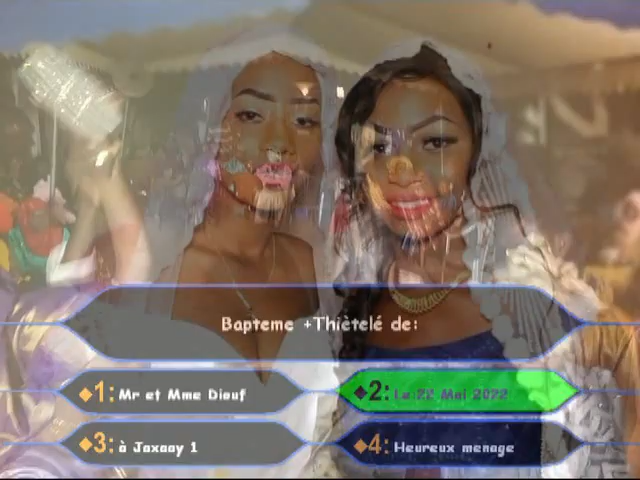 Bapteme +Thiètelé de:
1: Mr et Mme Diouf
2: Le 22 Mai 2022
3: à Jaxaay 1
4: Heureux menage